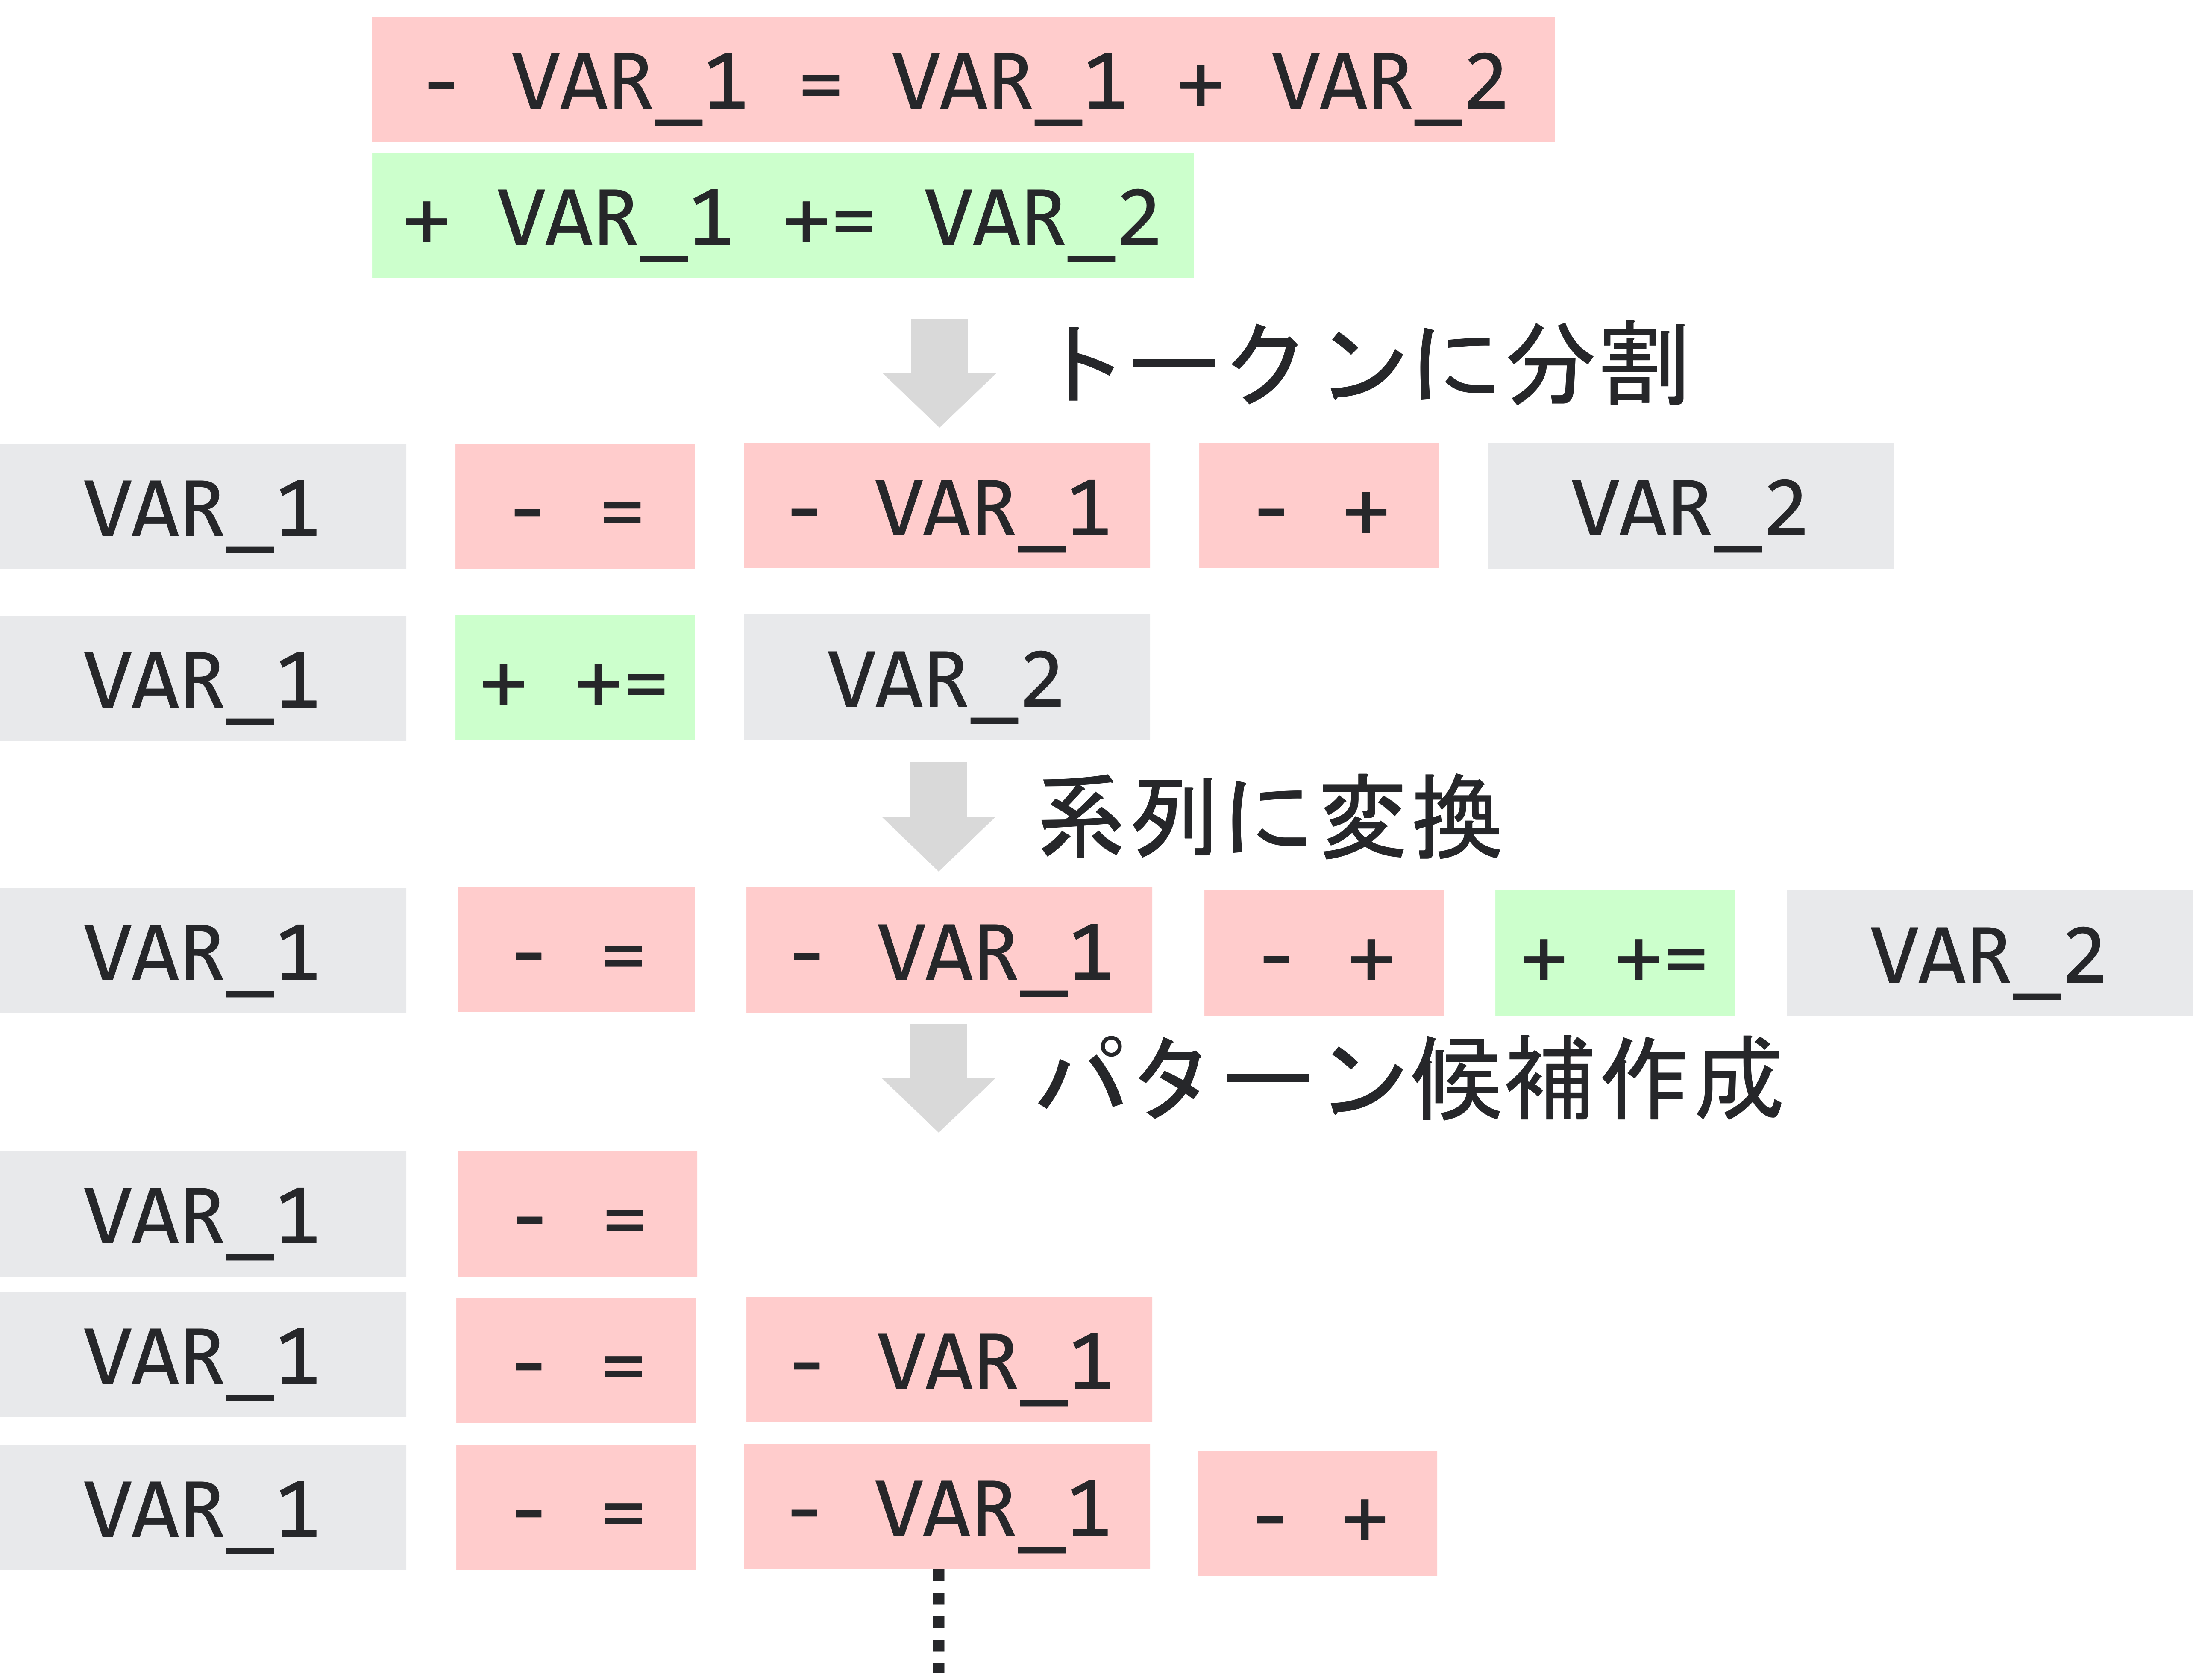 - VAR_1 = VAR_1 + VAR_2
+ VAR_1 += VAR_2
トークンに分割
VAR_1 - = - VAR_1 - + VAR_2
VAR_1 + += VAR_2
系列に変換
VAR_1 - = - VAR_1 - + + += VAR_2
パターン候補作成
VAR_1 - =
VAR_1 - = - VAR_1
VAR_1 - = - VAR_1 - +